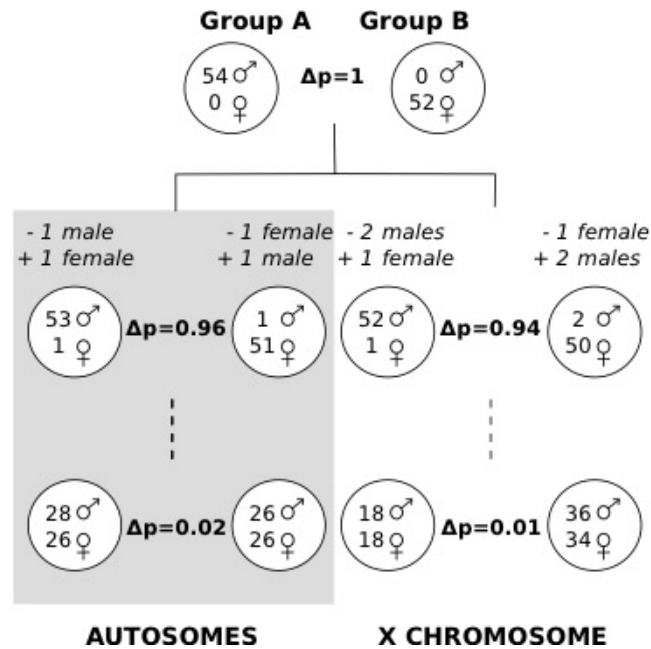 Group A Group B
54♂ Δp=1 0 ♂
0 ♀ 52♀
- 1 male - 1 female - 2 males - 1 female
+ 1 female + 1 male + 1 female + 2 males
53♂ Δp=0.96 1 ♂ 52♂ Δp=0.94 2 ♂
1 ♀ 51♀ 1 ♀ 50♀
28♂ Δp=0.02 26♂ 18♂ Δp=0.01 36♂
26♀ 26♀ 18♀ 34♀
AUTOSOMES X CHROMOSOME